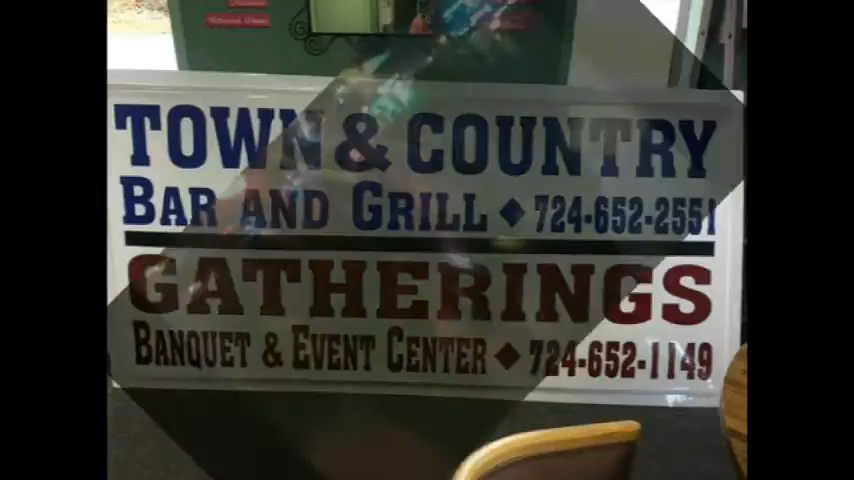 TOWN & COUNTRY
BAR AND GRILL ◆ 724-652-2551
GATHERINGS
BANQUET & EVENT CENTER ◆ 724-652-1149